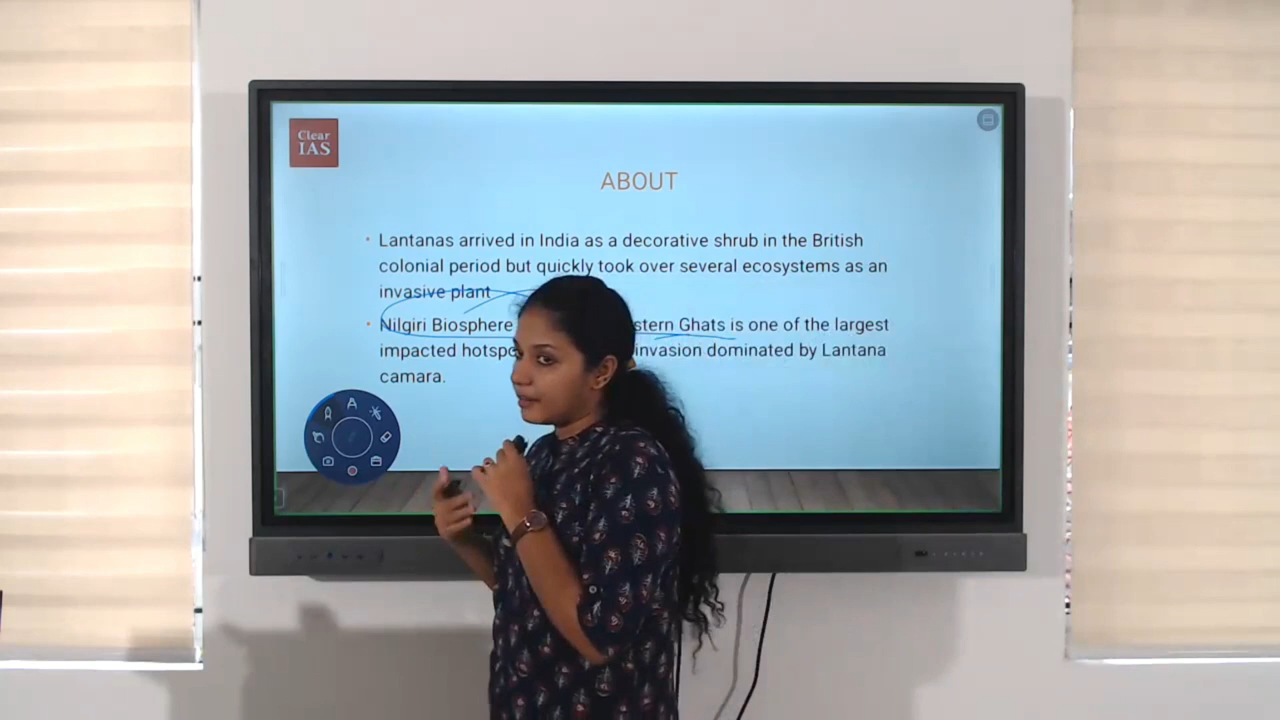 Clear
IAS
ABOUT
Lantanas arrived in India as a decorative shrub in the British
colonial period but quickly took over several ecosystems as an
invasive plant
Nilgiri Biosphere stern Ghats is one of the largest
impacted hotspo invasion dominated by Lantana
camara.